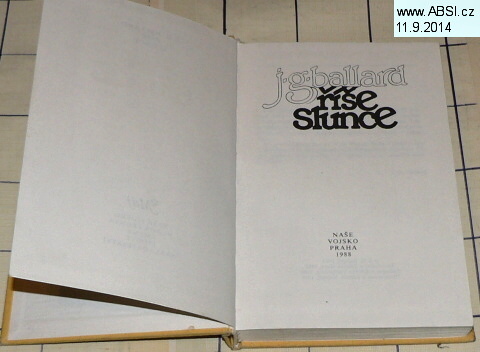 www.ABSI.cz
11.9.2014
j·g·ballard
říše
slunce
NAŠE
VOJSKO
PRAHA
1988